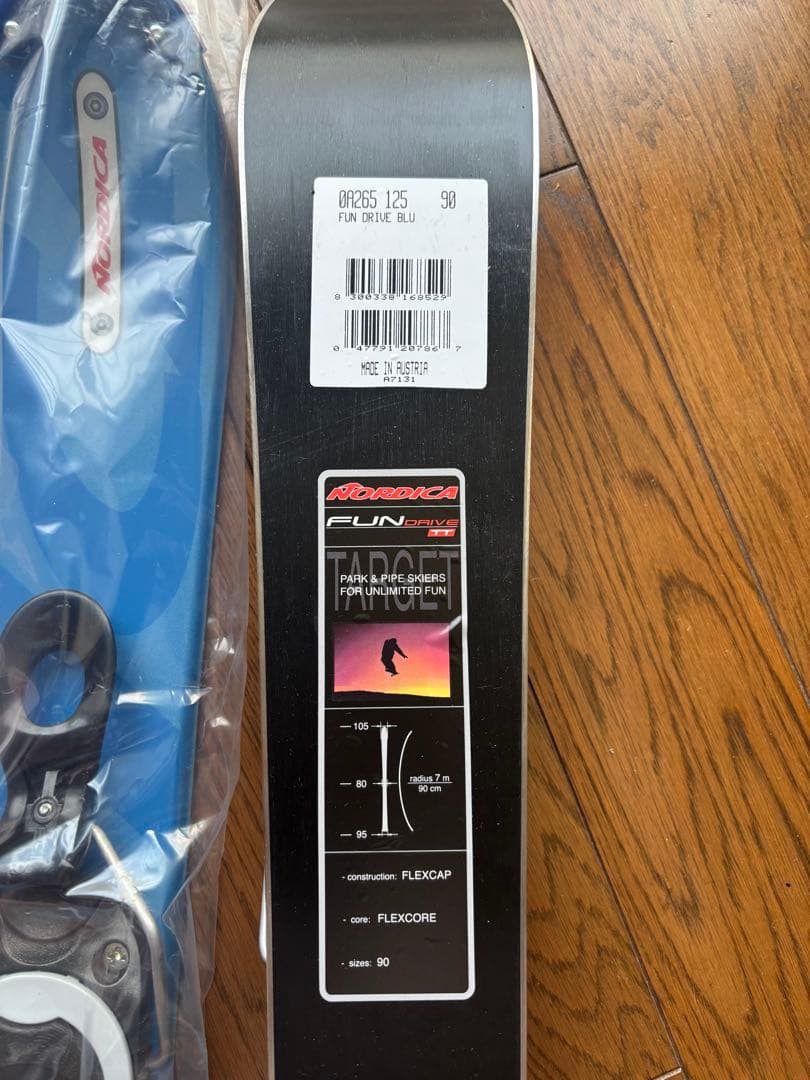 NORDICA
0A265 125 90
FUN DRIVE BLU
8 300338 168529
0 47791 20786 7
MADE IN AUSTRIA
A7131
NORDICA
FUN DRIVE
TT
TARGET
PARK & PIPE SKIERS
FOR UNLIMITED FUN
105
80
radius 7 m
90 cm
95
- construction: FLEXCAP
- core: FLEXCORE
- sizes: 90